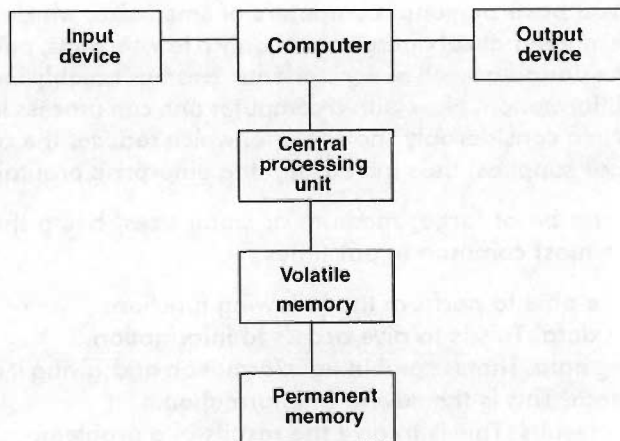 Input
device
Computer
Output
device
Central
processing
unit
Volatile
memory
Permanent
memory